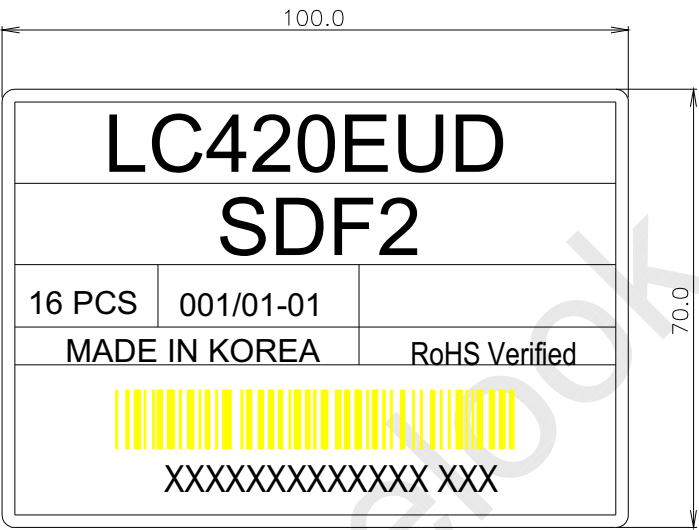 100.0
LC420EUD
SDF2
70.0
16 PCS 001/01-01
MADE IN KOREA RoHS Verified
XXXXXXXXXXXXX XXX